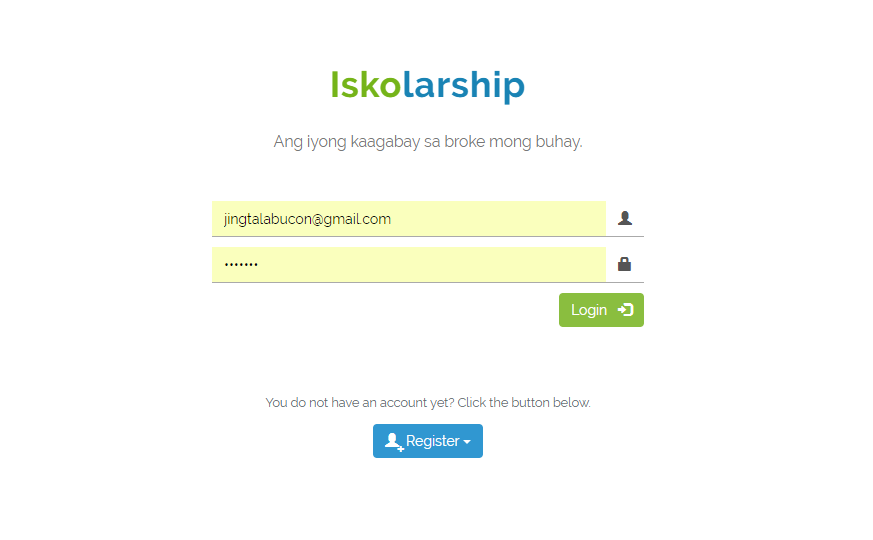 Iskolarship
Ang iyong kaagabay sa broke mong buhay.
jingtalabucon@gmail.com
•••••••
Login
You do not have an account yet? Click the button below.
Register